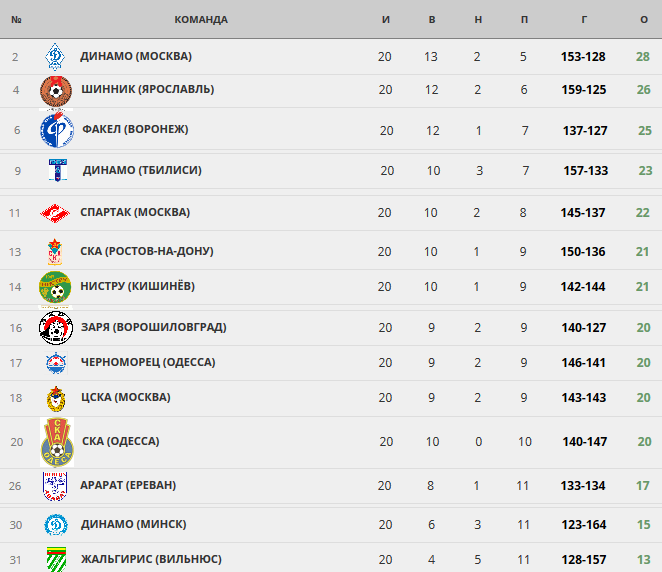 № КОМАНДА И В Н П Г О
2 ДИНАМО (МОСКВА) 20 13 2 5 153-128 28
4 ШИННИК (ЯРОСЛАВЛЬ) 20 12 2 6 159-125 26
6 ФАКЕЛ (ВОРОНЕЖ) 20 12 1 7 137-127 25
9 ДИНАМО (ТБИЛИСИ) 20 10 3 7 157-133 23
11 СПАРТАК (МОСКВА) 20 10 2 8 145-137 22
13 СКА (РОСТОВ-НА-ДОНУ) 20 10 1 9 150-136 21
14 НИСТРУ (КИШИНЁВ) 20 10 1 9 142-144 21
16 ЗАРЯ (ВОРОШИЛОВГРАД) 20 9 2 9 140-127 20
17 ЧЕРНОМОРЕЦ (ОДЕССА) 20 9 2 9 146-141 20
18 ЦСКА (МОСКВА) 20 9 2 9 143-143 20
20 СКА (ОДЕССА) 20 10 0 10 140-147 20
26 АРАРАТ (ЕРЕВАН) 20 8 1 11 133-134 17
30 ДИНАМО (МИНСК) 20 6 3 11 123-164 15
31 ЖАЛЬГИРИС (ВИЛЬНЮС) 20 4 5 11 128-157 13